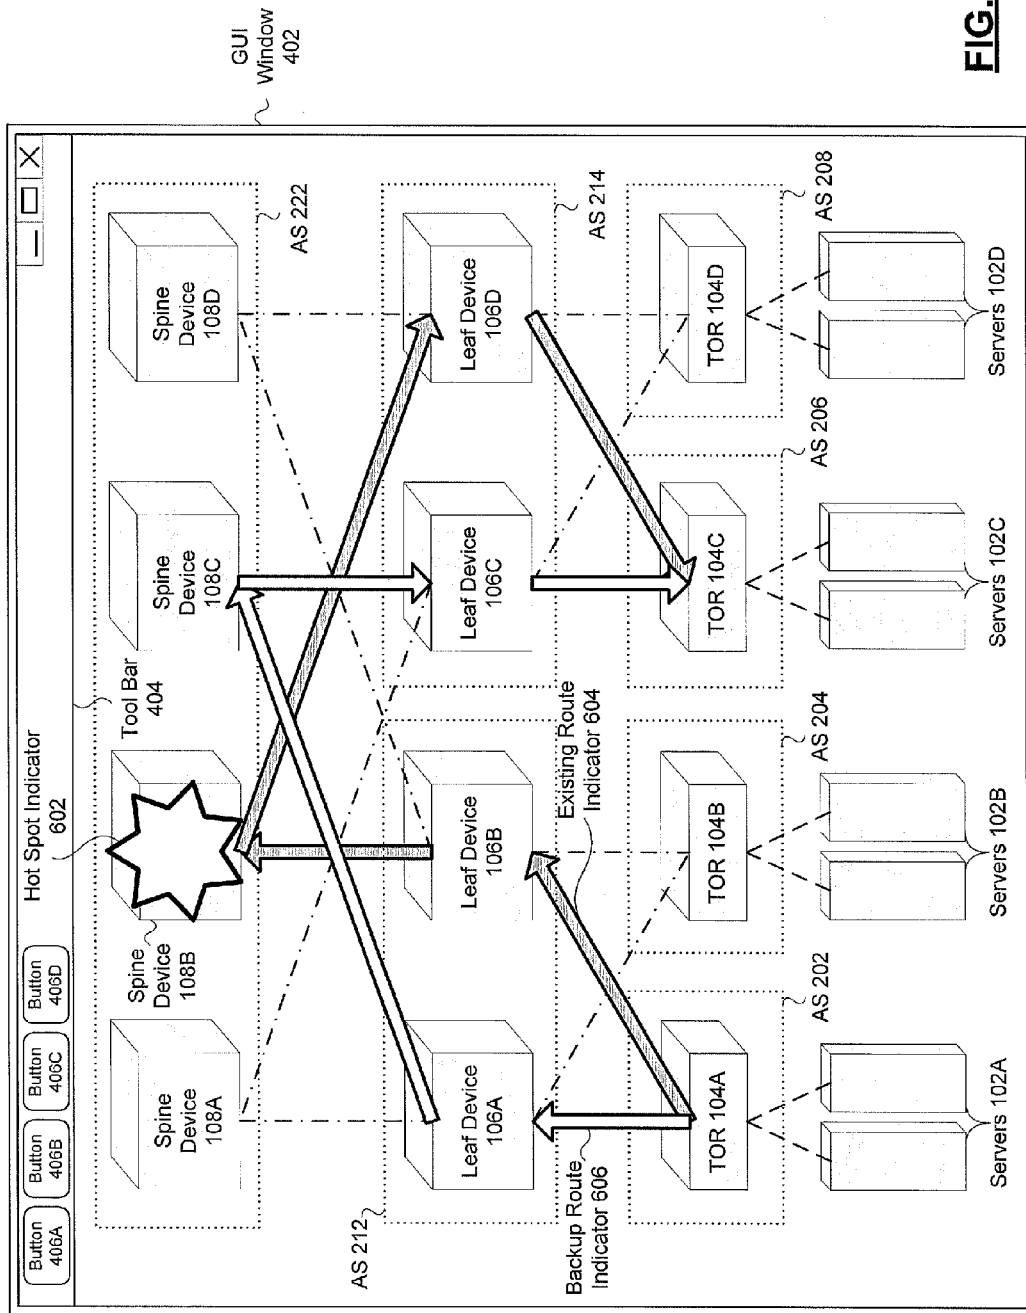 Button
406A
Button
406B
Button
406C
Button
406D
Hot Spot Indicator
602
Tool Bar
404
GUI
Window
402
Spine
Device
108A
Spine
Device
108B
Spine
Device
108C
Spine
Device
108D
AS 222
AS 212
Leaf Device
106A
Leaf Device
106B
Leaf Device
106C
Leaf Device
106D
AS 214
Backup Route
Indicator 606
Existing Route
Indicator 604
AS 202
AS 204
AS 206
AS 208
TOR 104A
TOR 104B
TOR 104C
TOR 104D
Servers 102A
Servers 102B
Servers 102C
Servers 102D
FIG.